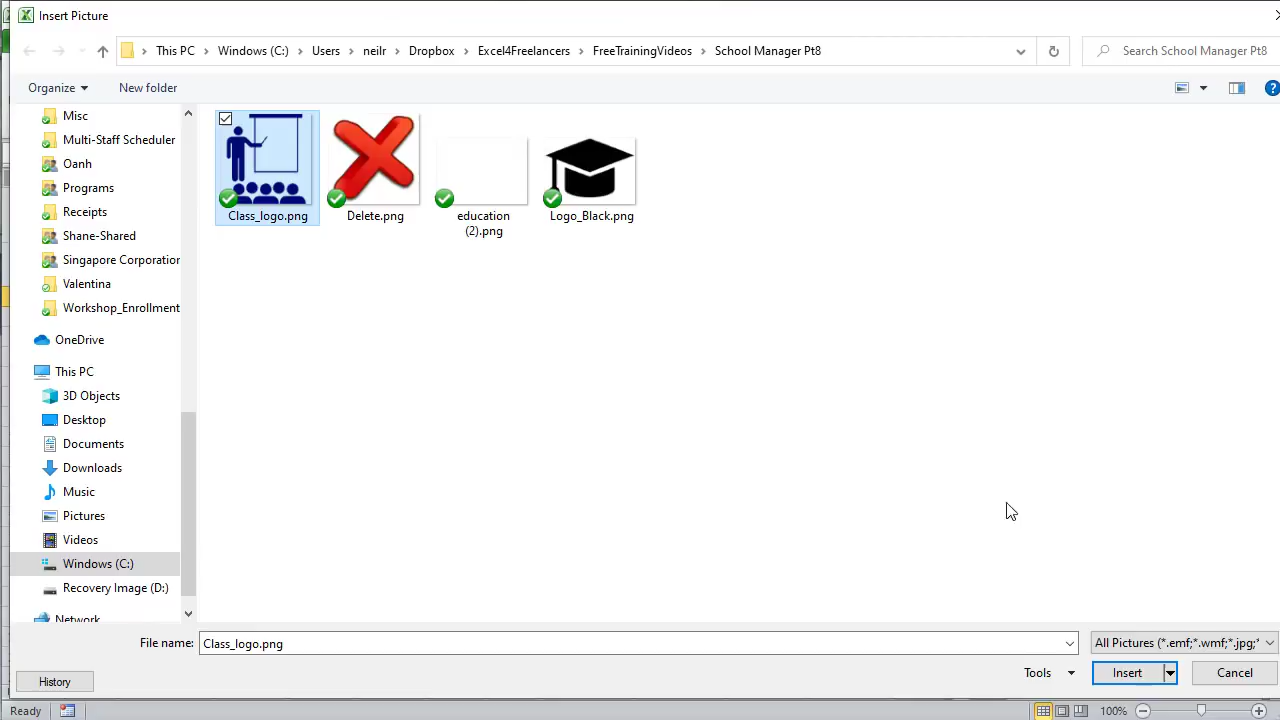 Insert Picture
This PC > Windows (C:) > Users > neilr > Dropbox > Excel4Freelancers > FreeTrainingVideos > School Manager Pt8
Search School Manager Pt8
Organize
New folder
Misc
Multi-Staff Scheduler
Oanh
Programs
Receipts
Shane-Shared
Singapore Corporation
Valentina
Workshop_Enrollment
OneDrive
This PC
3D Objects
Desktop
Documents
Downloads
Music
Pictures
Videos
Windows (C:)
Recovery Image (D:)
Network
Class_logo.png
Delete.png
education
(2).png
Logo_Black.png
File name: Class_logo.png
All Pictures (*.emf;*.wmf;*.jpg;*
Tools
Insert
Cancel
History
Ready
100%